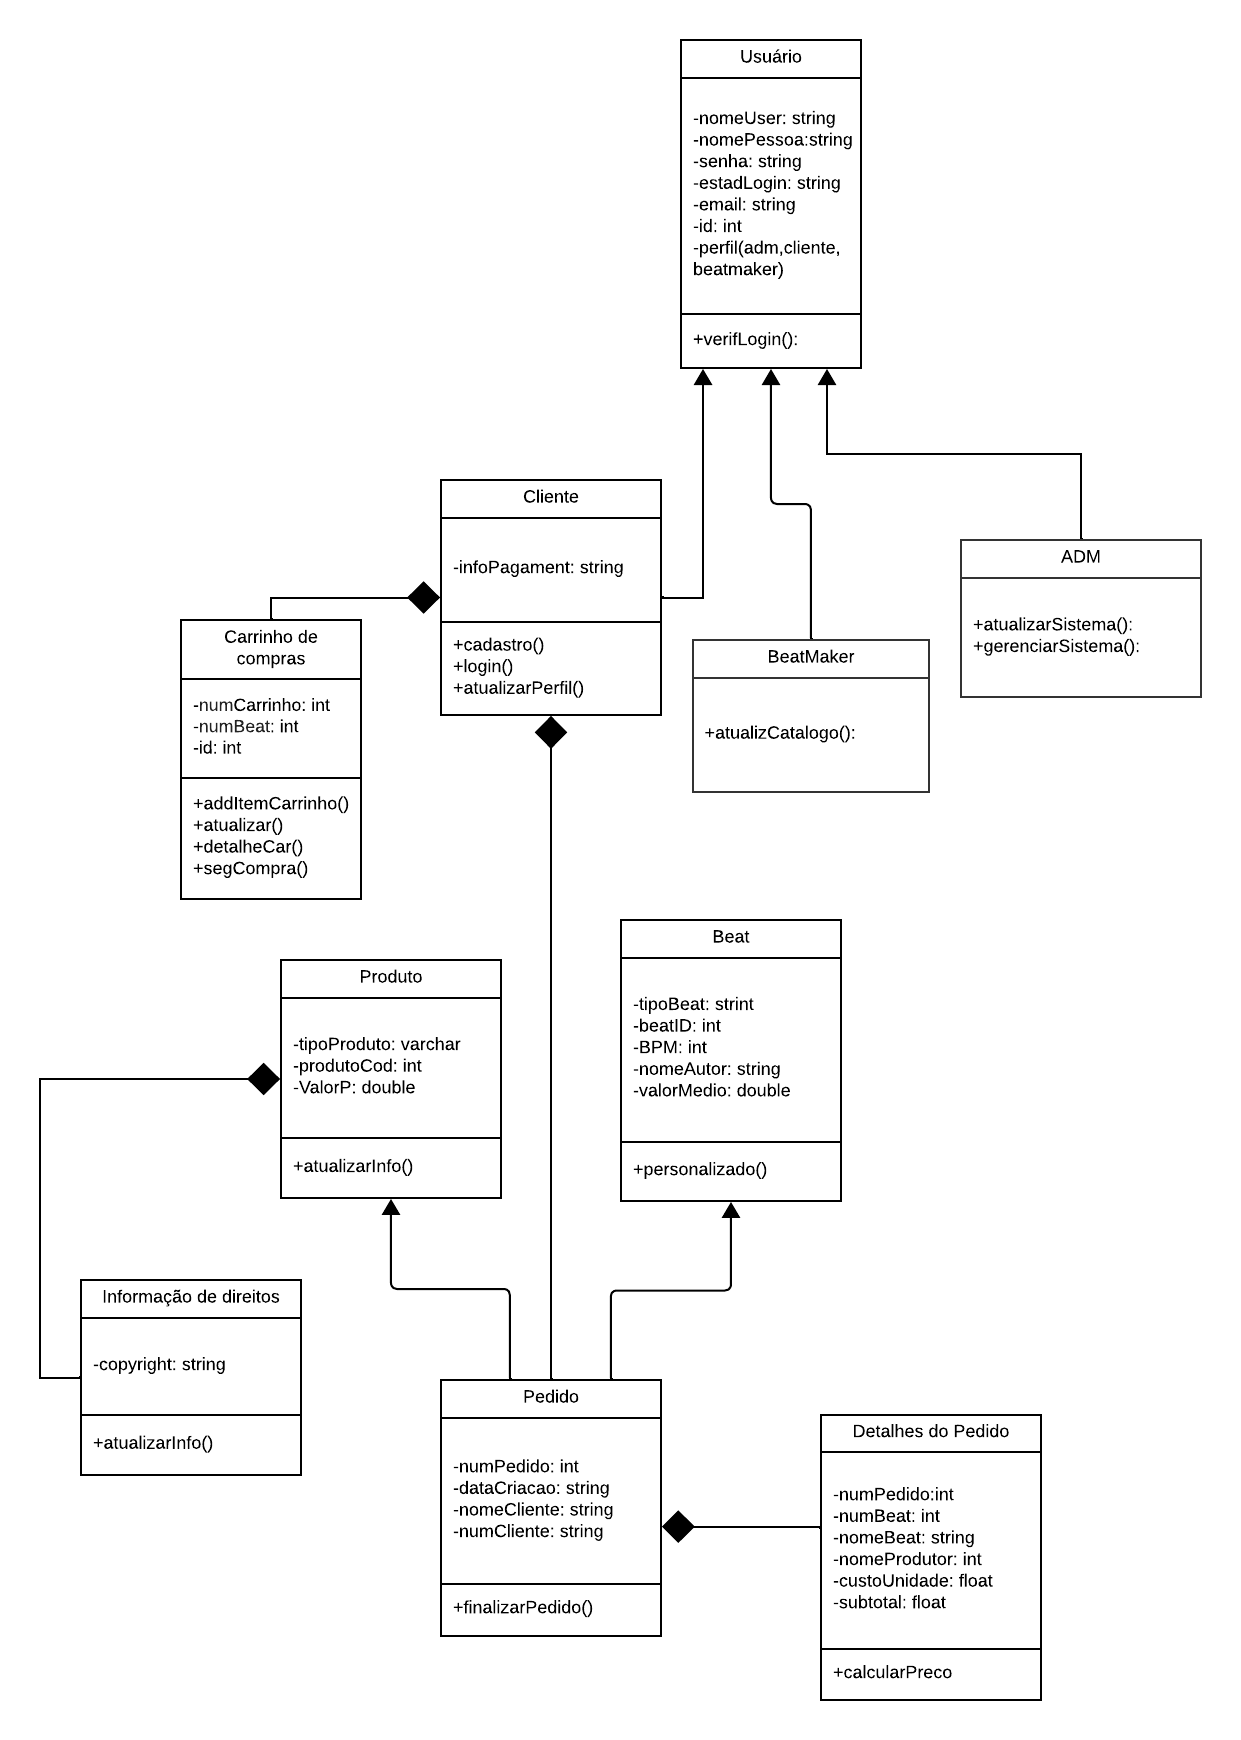 Usuário
-nomeUser: string
-nomePessoa:string
-senha: string
-estadLogin: string
-email: string
-id: int
-perfil(adm,cliente,
beatmaker)
+verifLogin():
Cliente
-infoPagament: string
+cadastro()
+login()
+atualizarPerfil()
ADM
+atualizarSistema():
+gerenciarSistema():
Carrinho de
compras
-numCarrinho: int
-numBeat: int
-id: int
+addItemCarrinho()
+atualizar()
+detalheCar()
+segCompra()
BeatMaker
+atualizCatalogo():
Beat
-tipoBeat: strint
-beatID: int
-BPM: int
-nomeAutor: string
-valorMedio: double
+personalizado()
Produto
-tipoProduto: varchar
-produtoCod: int
-ValorP: double
+atualizarInfo()
Informação de direitos
-copyright: string
+atualizarInfo()
Pedido
-numPedido: int
-dataCriacao: string
-nomeCliente: string
-numCliente: string
+finalizarPedido()
Detalhes do Pedido
-numPedido:int
-numBeat: int
-nomeBeat: string
-nomeProdutor: int
-custoUnidade: float
-subtotal: float
+calcularPreco